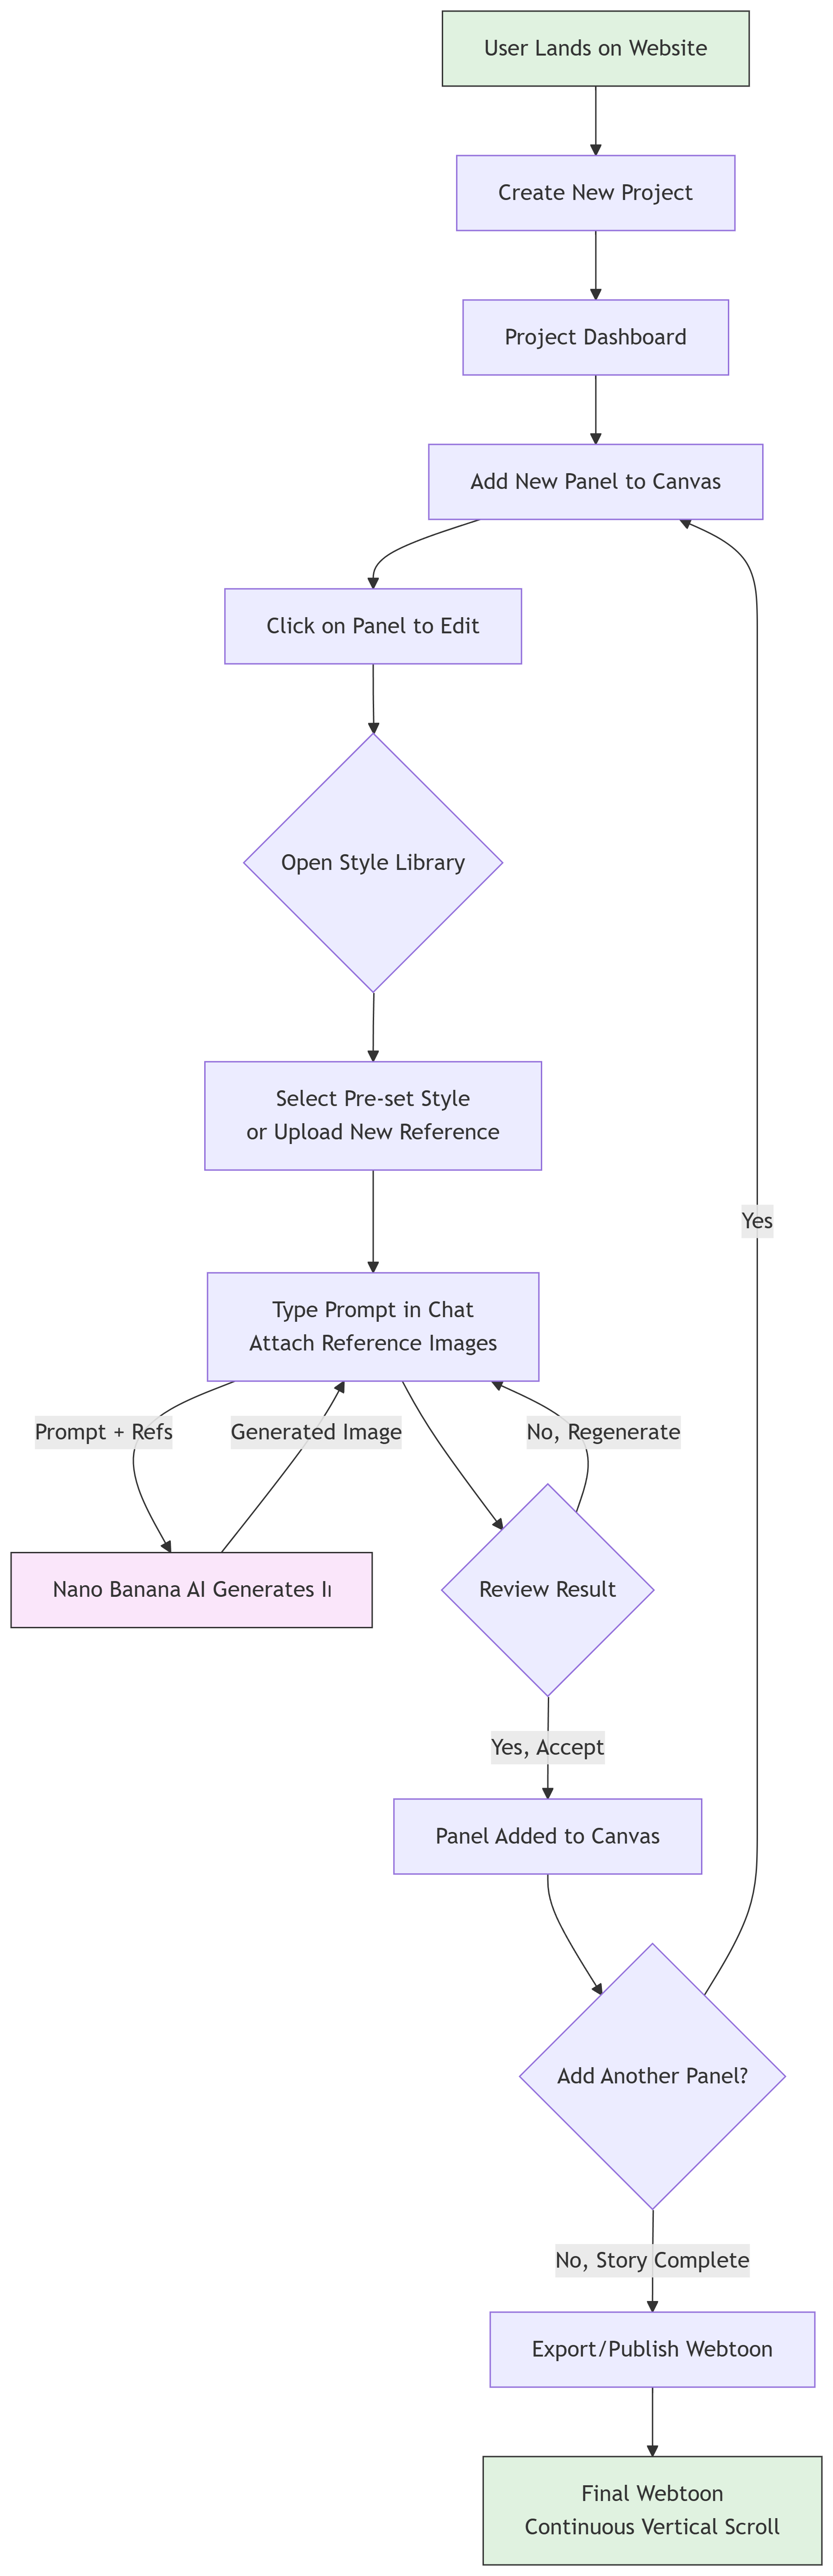 User Lands on Website
Create New Project
Project Dashboard
Add New Panel to Canvas
Click on Panel to Edit
Open Style Library
Select Pre-set Style
or Upload New Reference
Yes
Type Prompt in Chat
Attach Reference Images
Prompt + Refs
Generated Image
No, Regenerate
Nano Banana AI Generates
Review Result
Yes, Accept
Panel Added to Canvas
Add Another Panel?
No, Story Complete
Export/Publish Webtoon
Final Webtoon
Continuous Vertical Scroll